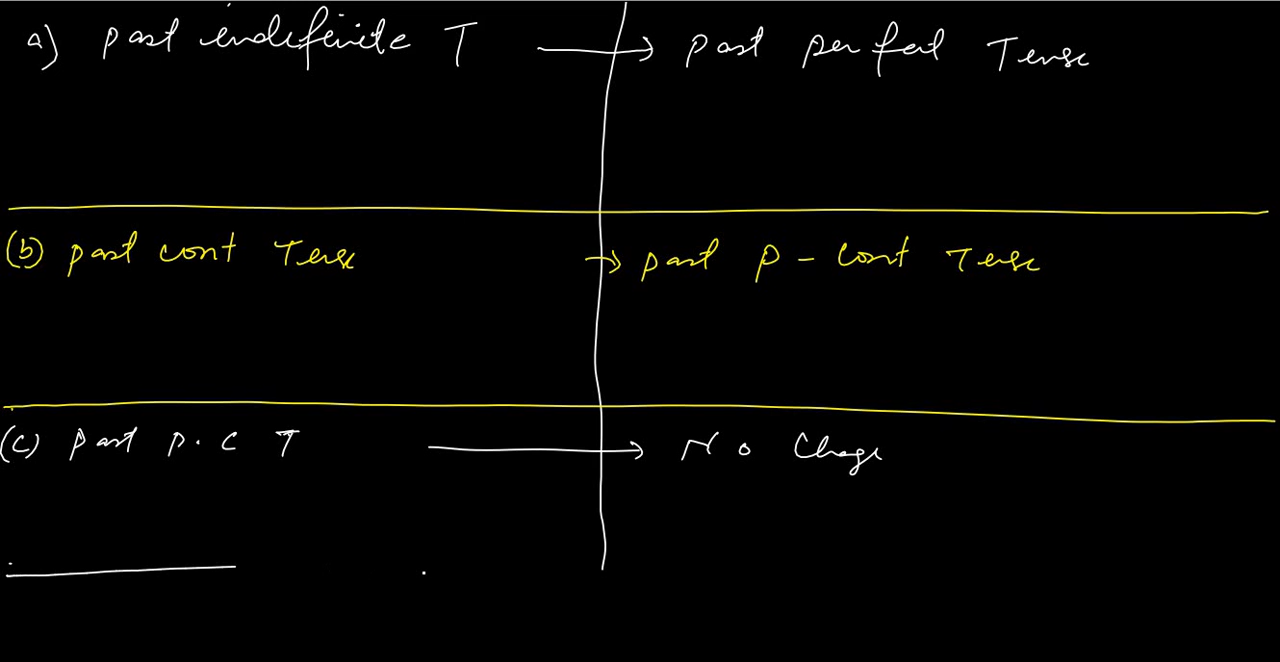 a) past indefinite T → past perfect Tense
(b) past cont Tense → past p - cont Tense
(c) past p. c T → No Change